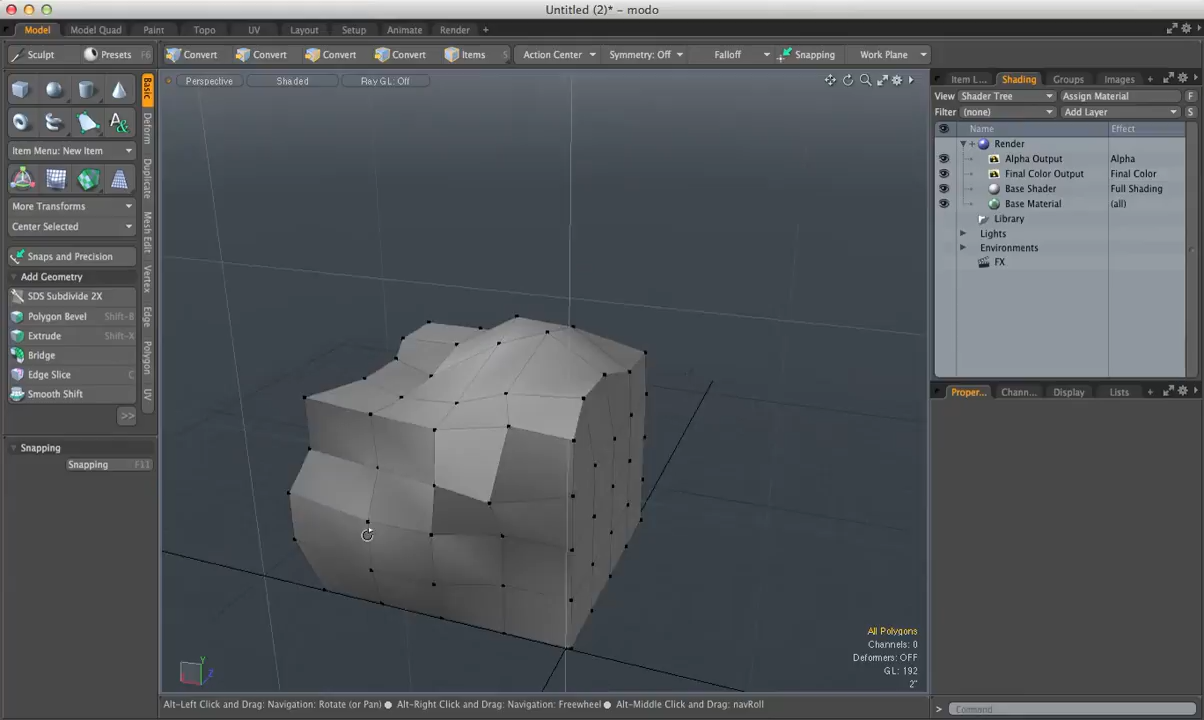 Untitled (2)* – modo
Model Model Quad Paint Topo UV Layout Setup Animate Render +
Sculpt Presets F6 Convert Convert Convert Convert Items S Action Center Symmetry: Off Falloff Snapping Work Plane
Perspective Shaded Ray GL: Off
Item L... Shading Groups Images +
View Shader Tree Assign Material F
Filter (none) Add Layer S
Name Effect
Render
Alpha Output Alpha
Final Color Output Final Color
Base Shader Full Shading
Base Material (all)
Library
Lights
Environments
FX
Basic
Deform
Duplicate
Mesh Edit
Vertex
Edge
Polygon
UV
Item Menu: New Item
More Transforms
Center Selected
Snaps and Precision
Add Geometry
SDS Subdivide 2X
Polygon Bevel Shift-B
Extrude Shift-X
Bridge
Edge Slice C
Smooth Shift
>>
Snapping
Snapping F11
Proper... Chann... Display Lists +
All Polygons
Channels: 0
Deformers: OFF
GL: 192
2"
Y
Z
Alt-Left Click and Drag: Navigation: Rotate (or Pan) ● Alt-Right Click and Drag: Navigation: Freewheel ● Alt-Middle Click and Drag: navRoll
> Command